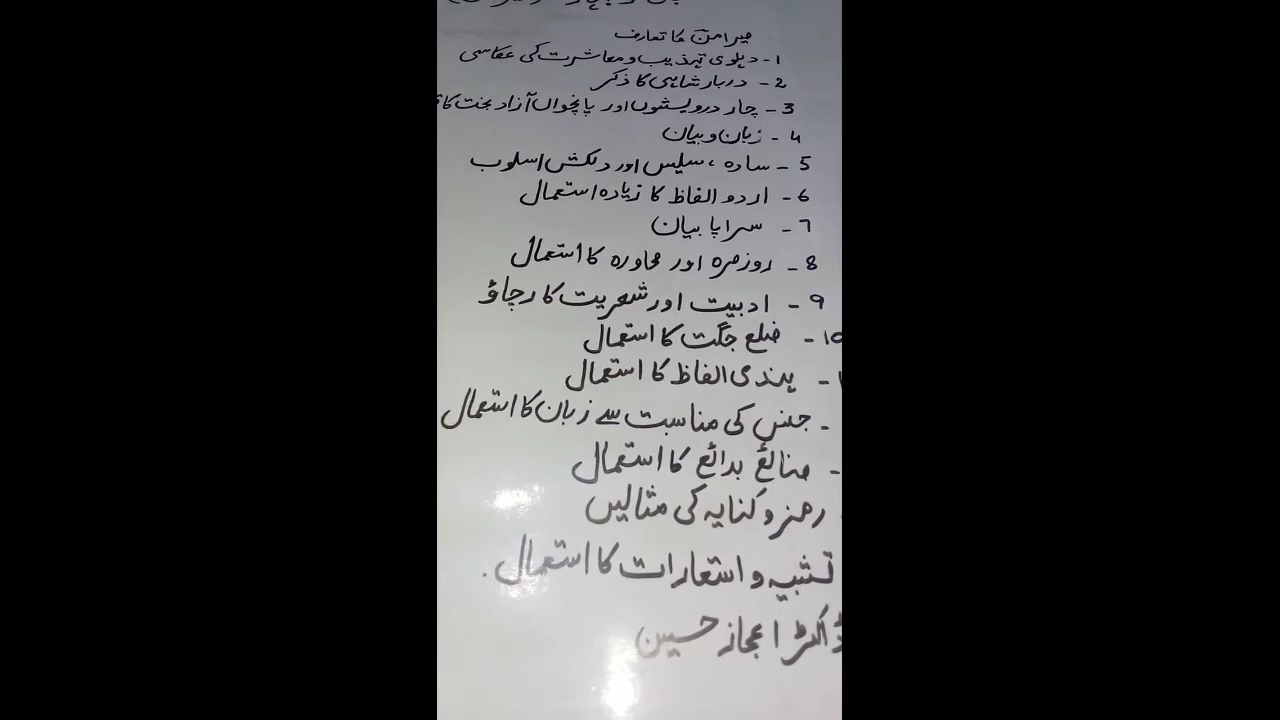 میرامن کا تعارف
1- دہلوی تہذیب و معاشرت کی عکاسی
2- دربار شاہی کا ذکر
3- چار درویشوں اور پانچواں آزاد بخت کا
4- زبان و بیان
5- سادہ، سلیس اور دلکش اسلوب
6- اردو الفاظ کا زیادہ استعمال
7- سراپا بیان
8- روزمرہ اور محاورہ کا استعمال
9- ادبیت اور شعریت کا رچاؤ
10- ضلع جگت کا استعمال
- ہندی الفاظ کا استعمال
- جنس کی مناسبت سے زبان کا استعمال
- صنائع بدائع کا استعمال
رمز و کنایہ کی مثالیں
تشبیہ و استعارات کا استعمال.
ڈاکٹر اعجاز حسین